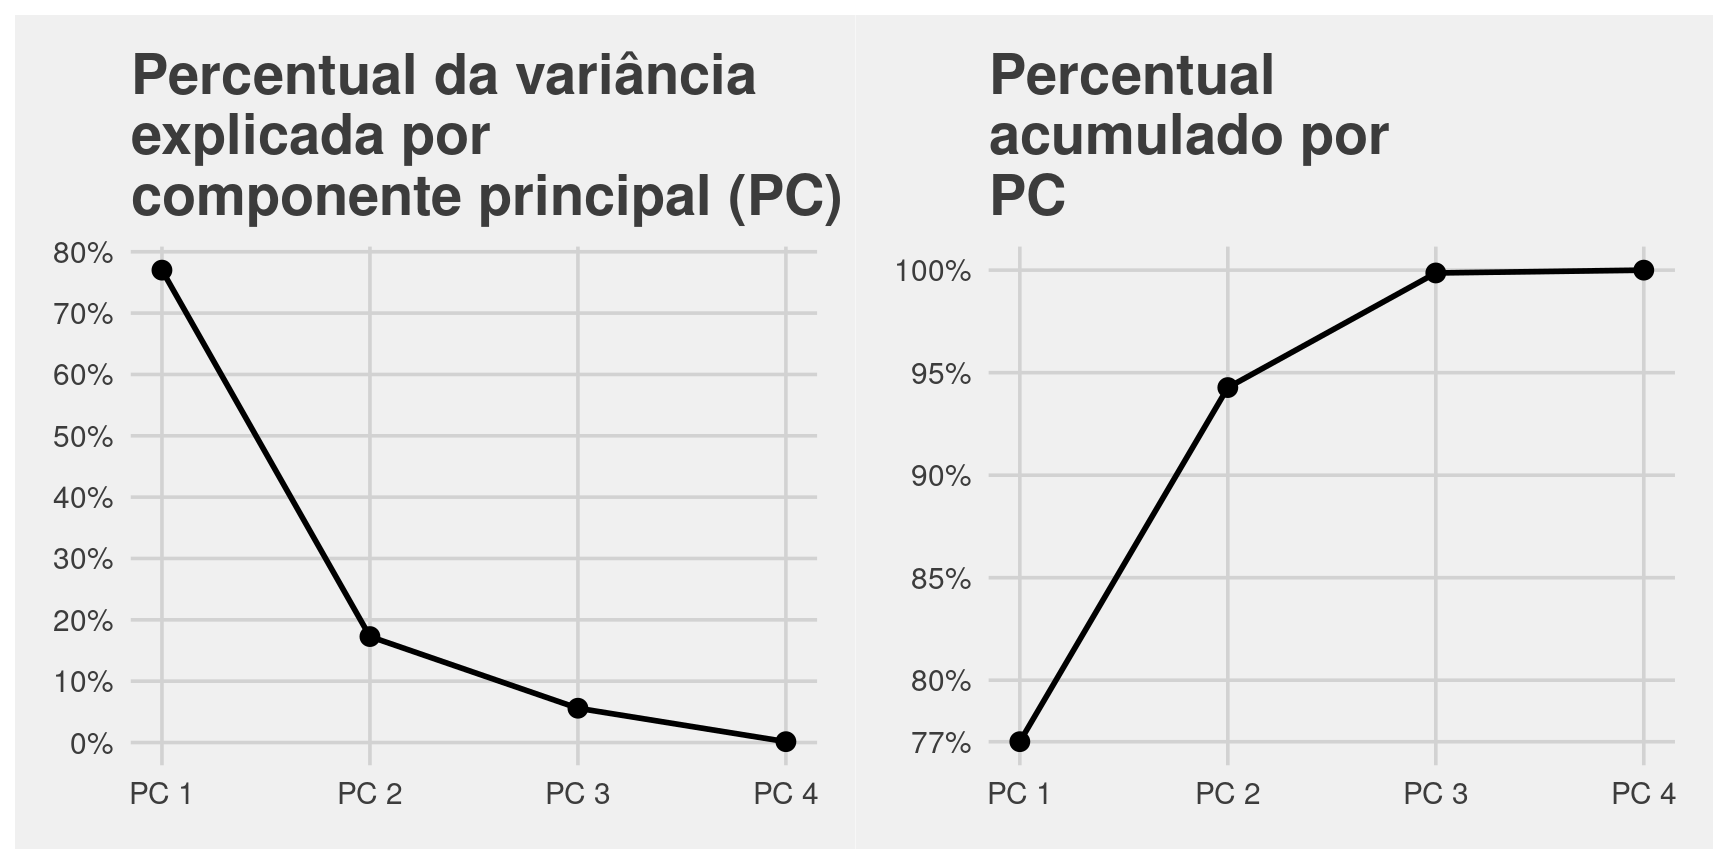 Percentual da variância
explicada por
componente principal (PC)
80%
70%
60%
50%
40%
30%
20%
10%
0%
PC 1 PC 2 PC 3 PC 4
Percentual
acumulado por
PC
100%
95%
90%
85%
80%
77%
PC 1 PC 2 PC 3 PC 4